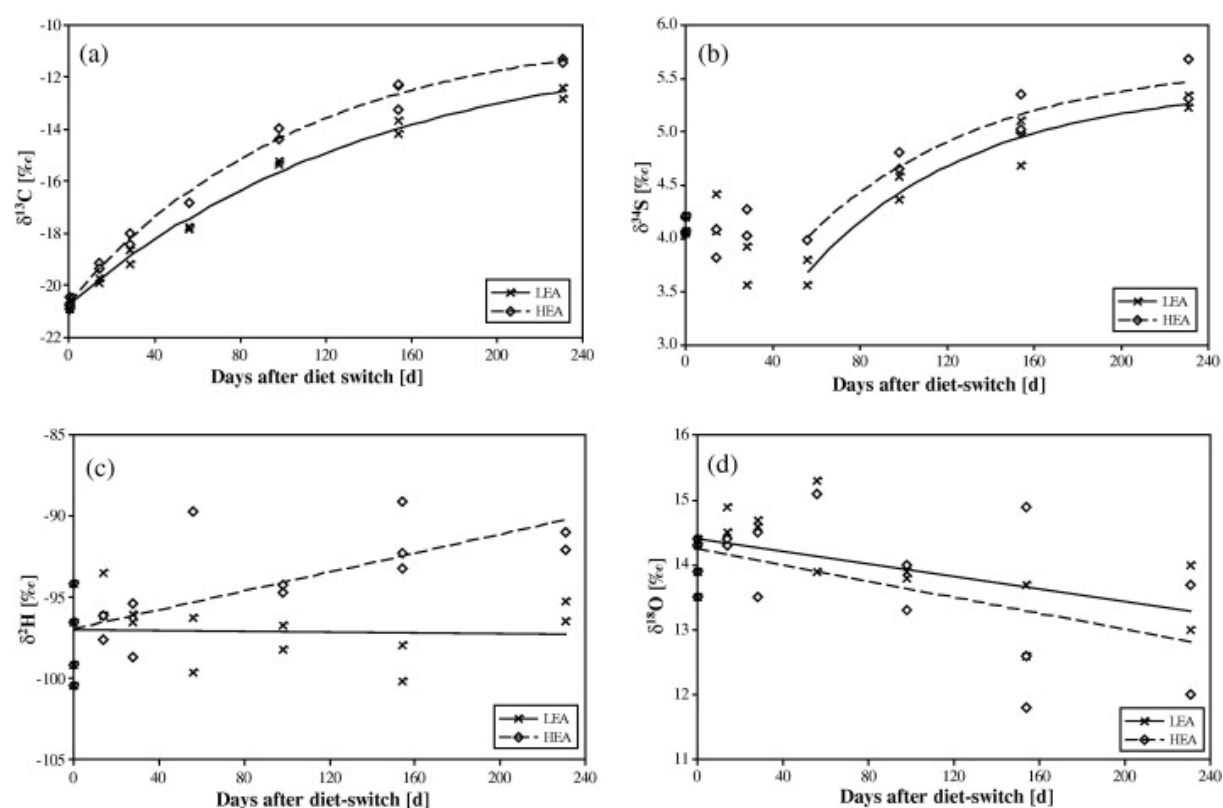 (a)
δ¹³C [‰]
-10
-12
-14
-16
-18
-20
-22
0 40 80 120 160 200 240
Days after diet switch [d]
LEA
HEA
(b)
δ³⁴S [‰]
6.0
5.5
5.0
4.5
4.0
3.5
3.0
0 40 80 120 160 200 240
Days after diet-switch [d]
LEA
HEA
(c)
δ²H [‰]
-85
-90
-95
-100
-105
0 40 80 120 160 200 240
Days after diet-switch [d]
LEA
HEA
(d)
δ¹⁸O [‰]
16
15
14
13
12
11
0 40 80 120 160 200 240
Days after diet-switch [d]
LEA
HEA